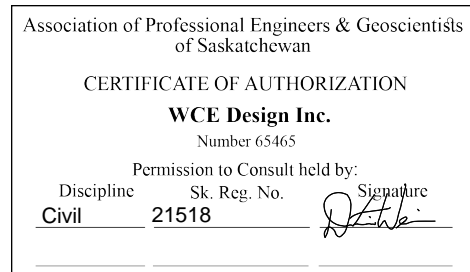 Association of Professional Engineers & Geoscientists
of Saskatchewan
CERTIFICATE OF AUTHORIZATION
WCE Design Inc.
Number 65465
Permission to Consult held by:
Discipline Sk. Reg. No. Signature
Civil 21518